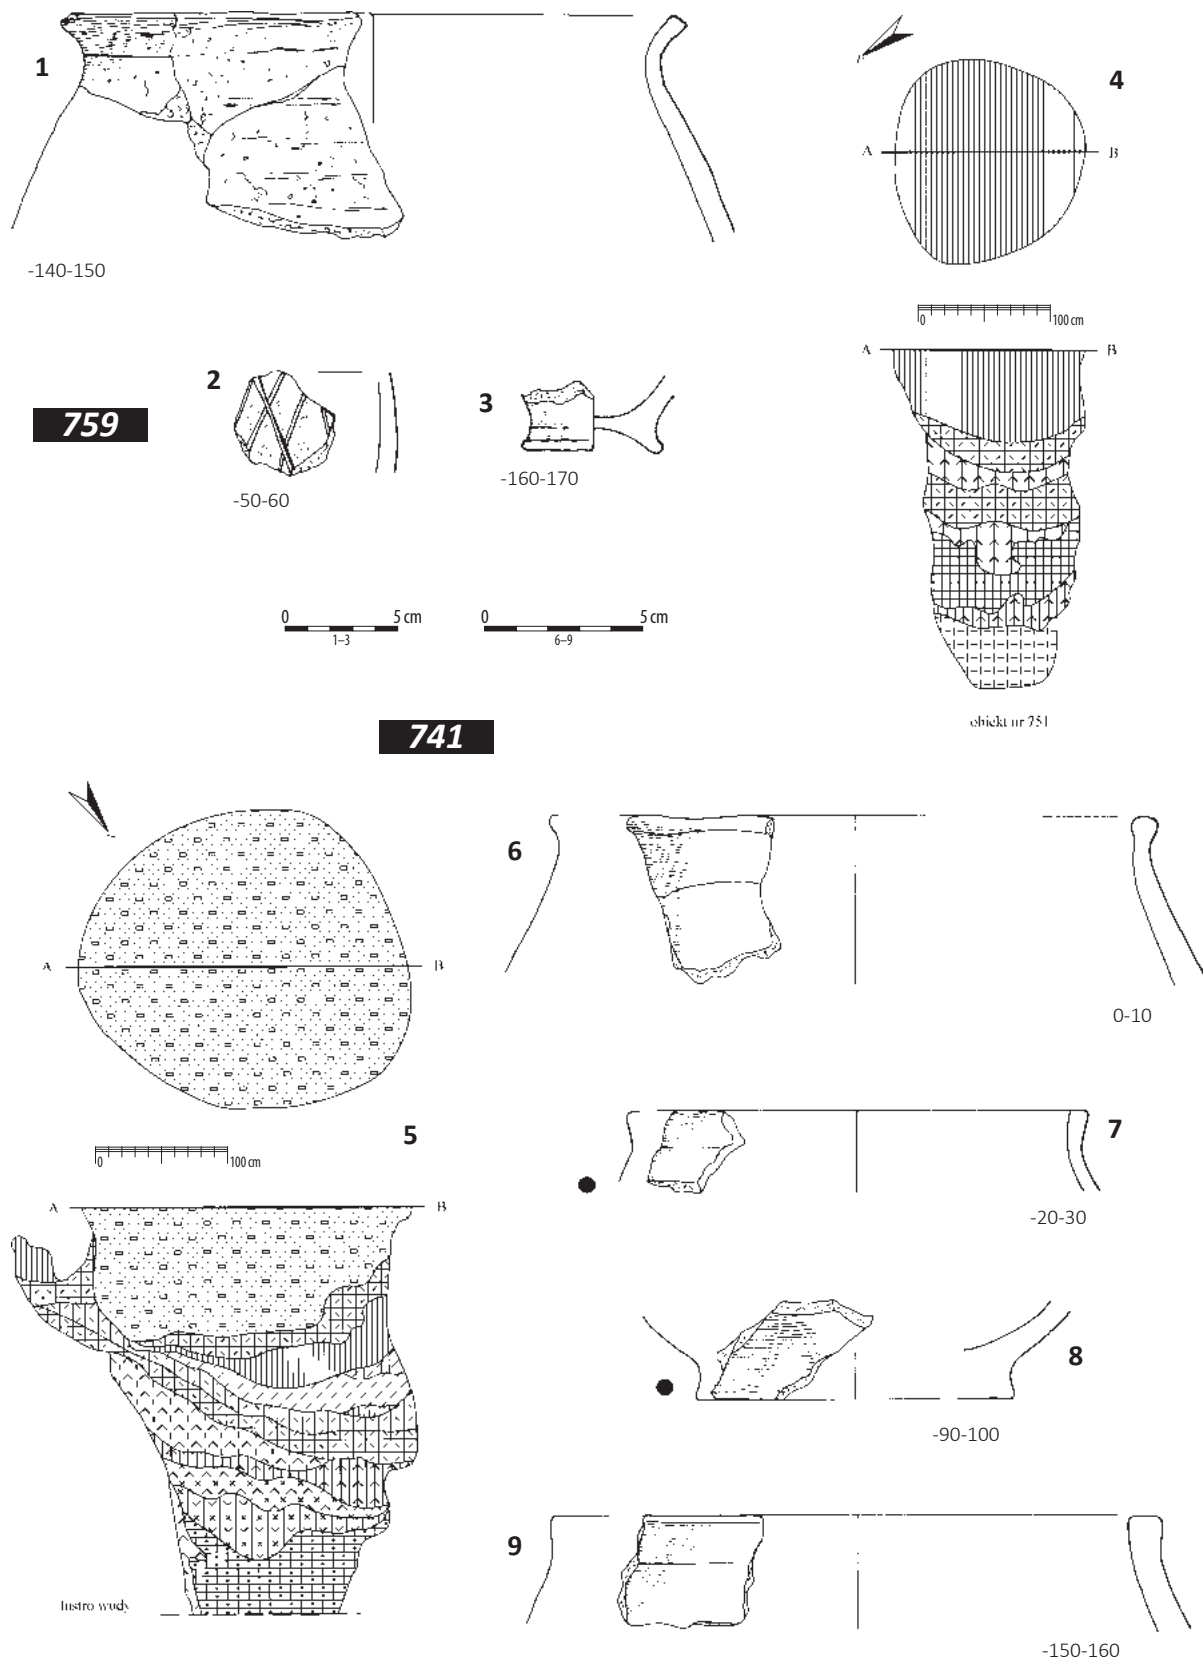 1
-140-150
4
A
B
0 100 cm
A
B
759
2
-50-60
3
-160-170
0 5 cm
1–3
0 5 cm
6–9
obiekt nr 751
741
A
B
5
0 100 cm
A
B
lustro wody
6
0-10
7
-20-30
8
-90-100
9
-150-160